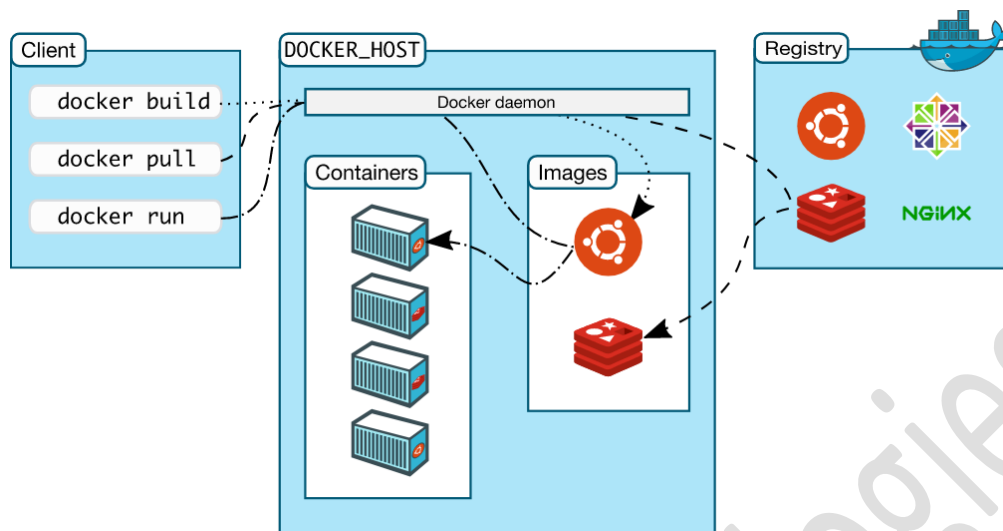 Client
docker build
docker pull
docker run
DOCKER_HOST
Docker daemon
Containers
Images
Registry
NGINX